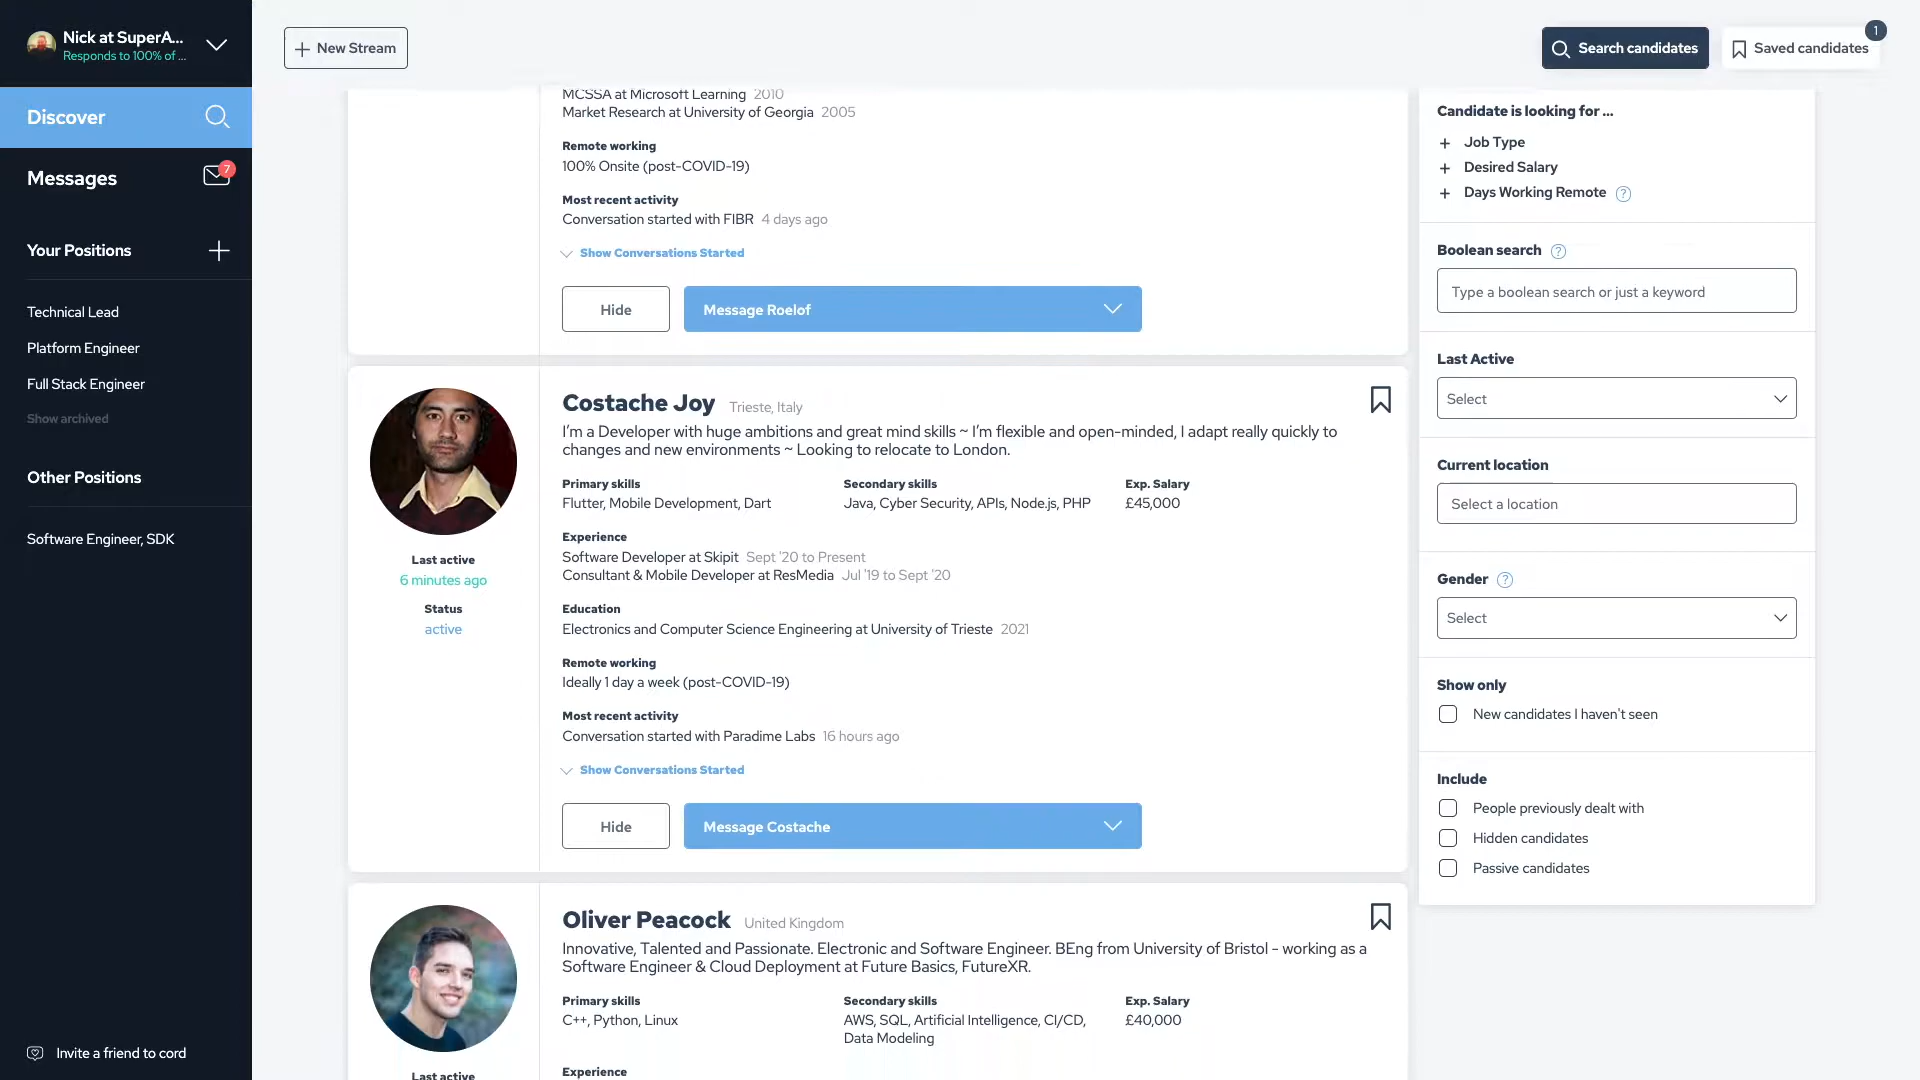 Nick at SuperA...
Responds to 100% of ...
Discover
Messages
7
Your Positions
Technical Lead
Platform Engineer
Full Stack Engineer
Show archived
Other Positions
Software Engineer, SDK
Invite a friend to cord
New Stream
Search candidates
Saved candidates
1
MCSSA at Microsoft Learning 2010
Market Research at University of Georgia 2005
Remote working
100% Onsite (post-COVID-19)
Most recent activity
Conversation started with FIBR 4 days ago
Show Conversations Started
Hide
Message Roelof
Last active
6 minutes ago
Status
active
Costache Joy Trieste, Italy
I'm a Developer with huge ambitions and great mind skills ~ I'm flexible and open-minded, I adapt really quickly to
changes and new environments ~ Looking to relocate to London.
Primary skills
Flutter, Mobile Development, Dart
Secondary skills
Java, Cyber Security, APIs, Node.js, PHP
Exp. Salary
£45,000
Experience
Software Developer at Skipit Sept '20 to Present
Consultant & Mobile Developer at ResMedia Jul '19 to Sept '20
Education
Electronics and Computer Science Engineering at University of Trieste 2021
Remote working
Ideally 1 day a week (post-COVID-19)
Most recent activity
Conversation started with Paradime Labs 16 hours ago
Show Conversations Started
Hide
Message Costache
Last active
Oliver Peacock United Kingdom
Innovative, Talented and Passionate. Electronic and Software Engineer. BEng from University of Bristol - working as a
Software Engineer & Cloud Deployment at Future Basics, FutureXR.
Primary skills
C++, Python, Linux
Secondary skills
AWS, SQL, Artificial Intelligence, CI/CD,
Data Modeling
Exp. Salary
£40,000
Experience
Candidate is looking for ...
+ Job Type
+ Desired Salary
+ Days Working Remote ?
Boolean search ?
Type a boolean search or just a keyword
Last Active
Select
Current location
Select a location
Gender ?
Select
Show only
New candidates I haven't seen
Include
People previously dealt with
Hidden candidates
Passive candidates